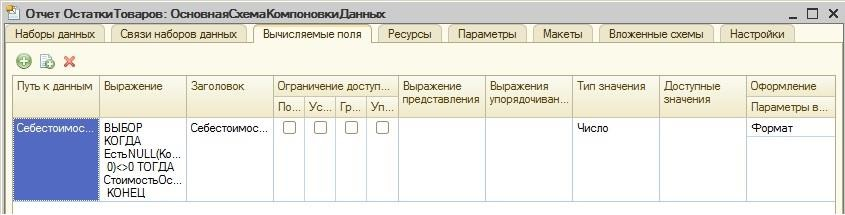 Отчет ОстаткиТоваров: ОсновнаяСхемаКомпоновкиДанных
Наборы данных Связи наборов данных Вычисляемые поля Ресурсы Параметры Макеты Вложенные схемы Настройки
Путь к данным Выражение Заголовок Ограничение доступ... Выражение представления Выражения упорядочиван... Тип значения Доступные значения Оформление
По... Ус... Гр... Уп... Параметры в...
Себестоимос... ВЫБОР Себестоимос... Число Формат
КОГДА
ЕстьNULL(Ко...
0)<>0 ТОГДА
СтоимостьОс...
КОНЕЦ